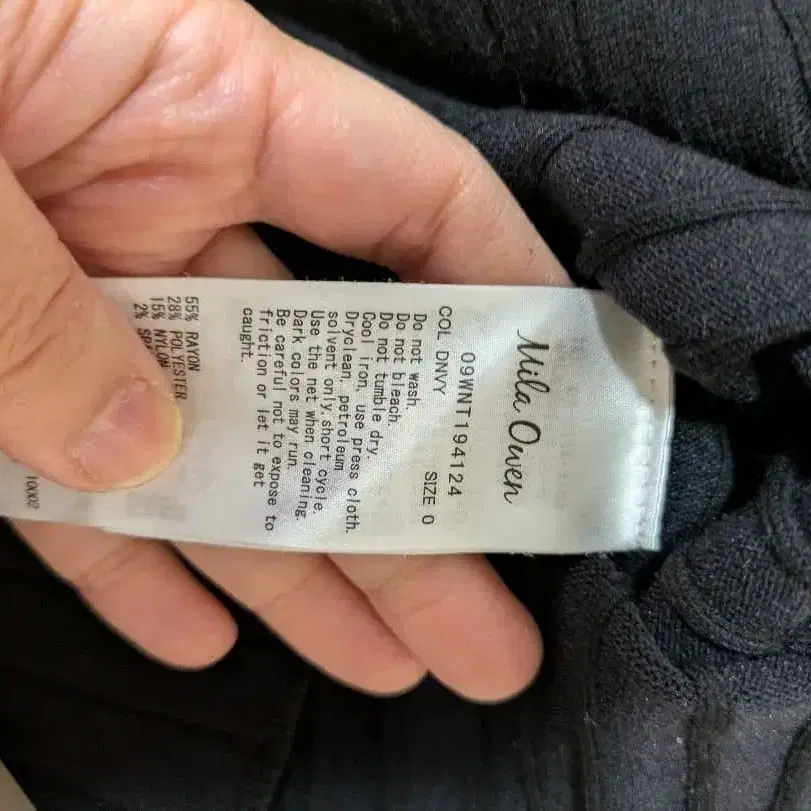 Mila Owen
09WNT194124
COL DNVY SIZE 0
Do not wash.
Do not bleach.
Do not tumble dry.
Cool iron, use press cloth.
Dryclean, petroleum
solvent only.short cycle.
Use the net when cleaning.
Dark colors may run.
Be careful not to expose to
friction or let it get
caught.
55% RAYON
28% POLYESTER
15% NYLON
2%
10002